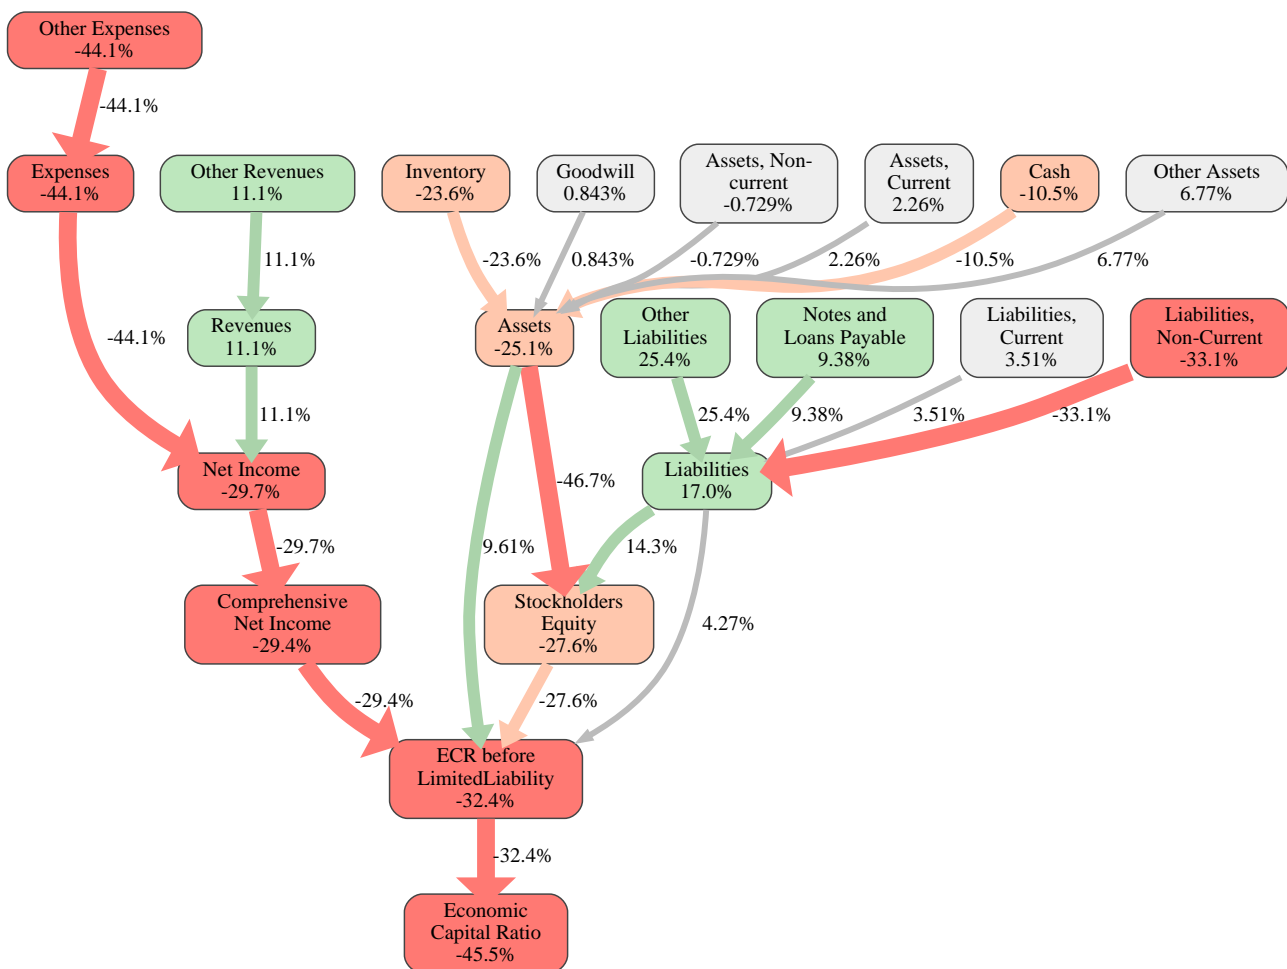 Other Expenses
-44.1%
-44.1%
Expenses
-44.1%
Other Revenues
11.1%
Inventory
-23.6%
Goodwill
0.843%
Assets, Non-
current
-0.729%
Assets,
Current
2.26%
Cash
-10.5%
Other Assets
6.77%
11.1%
-23.6%
0.843%
-0.729%
2.26%
-10.5%
6.77%
-44.1%
Revenues
11.1%
Assets
-25.1%
Other
Liabilities
25.4%
Notes and
Loans Payable
9.38%
Liabilities,
Current
3.51%
Liabilities,
Non-Current
-33.1%
11.1%
25.4%
9.38%
3.51%
-33.1%
Net Income
-29.7%
-46.7%
Liabilities
17.0%
-29.7%
9.61%
14.3%
Comprehensive
Net Income
-29.4%
Stockholders
Equity
-27.6%
4.27%
-29.4%
-27.6%
ECR before
LimitedLiability
-32.4%
-32.4%
Economic
Capital Ratio
-45.5%